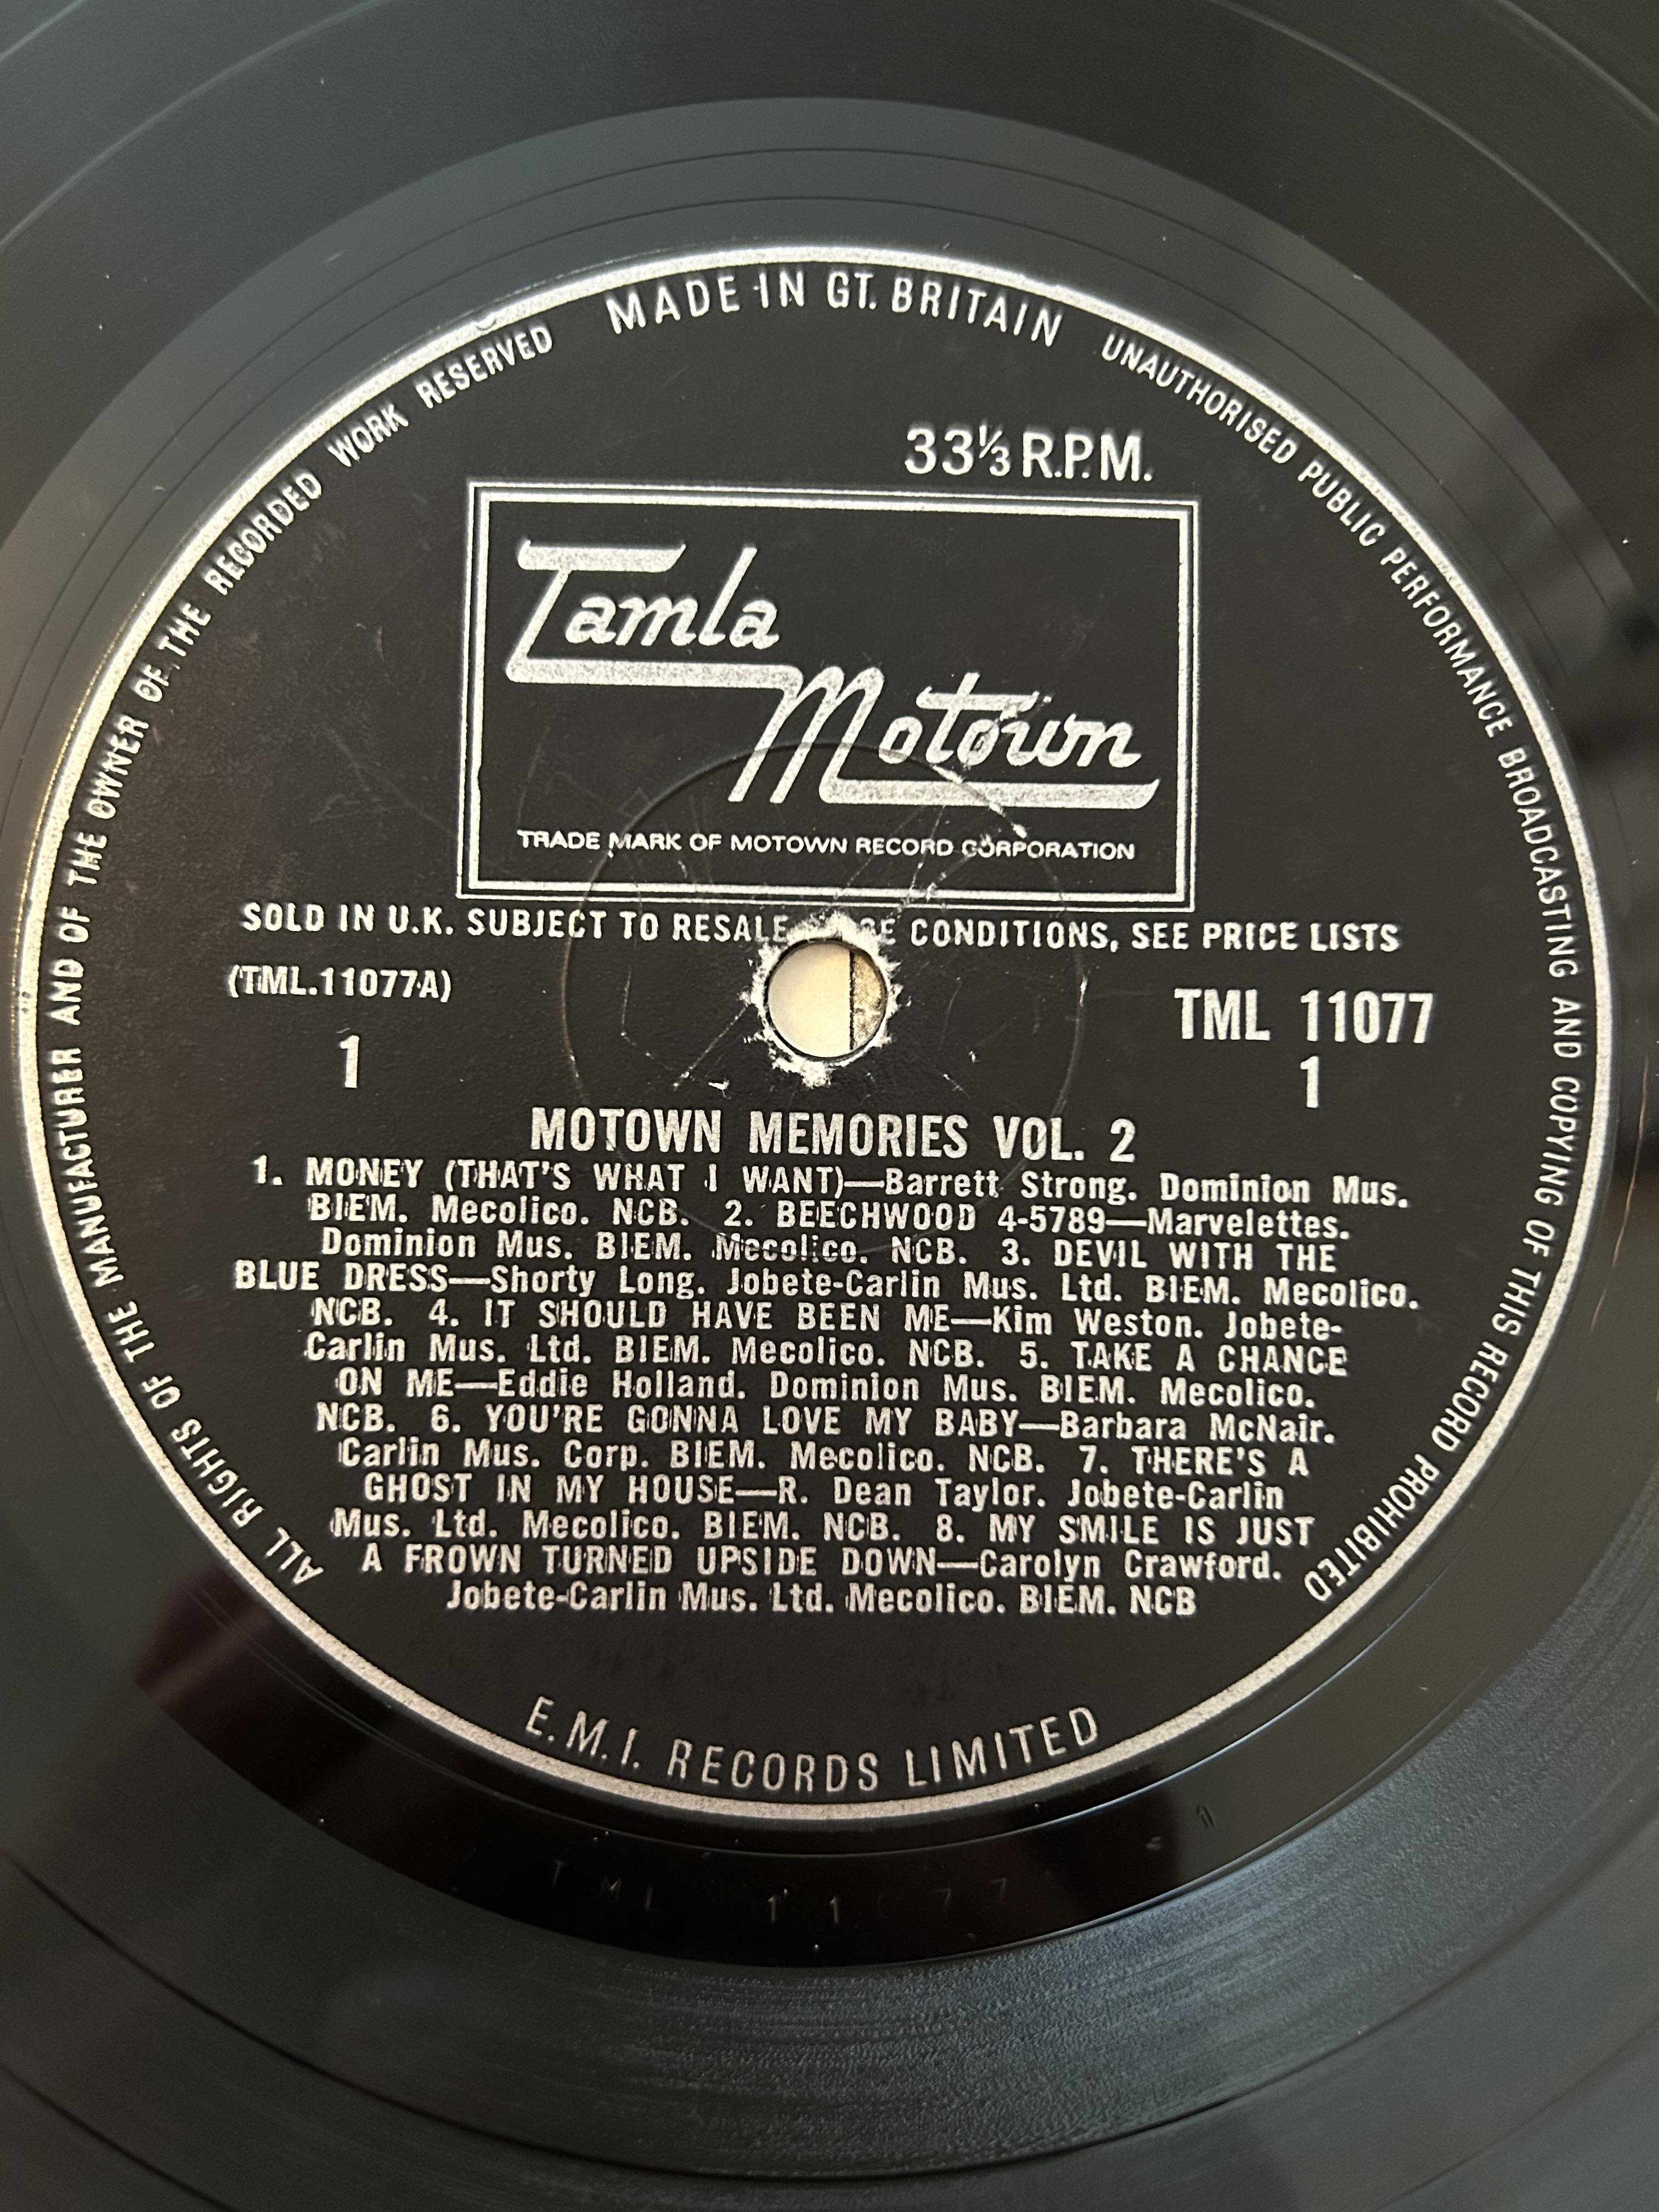 MADE IN GT. BRITAIN
UNAUTHORISED PUBLIC PERFORMANCE BROADCASTING AND COPYING OF THIS RECORD PROHIBITED
ALL RIGHTS OF THE MANUFACTURER AND OF THE OWNER OF THE RECORDED WORK RESERVED
33⅓ R.P.M.
Tamla
Motown
TRADE MARK OF MOTOWN RECORD CORPORATION
SOLD IN U.K. SUBJECT TO RESALE CONDITIONS, SEE PRICE LISTS
(TML.11077A)
TML 11077
1
1
MOTOWN MEMORIES VOL. 2
1. MONEY (THAT'S WHAT I WANT)—Barrett Strong. Dominion Mus.
BIEM. Mecolico. NCB. 2. BEECHWOOD 4-5789—Marvelettes.
Dominion Mus. BIEM. Mecolico. NCB. 3. DEVIL WITH THE
BLUE DRESS—Shorty Long. Jobete-Carlin Mus. Ltd. BIEM. Mecolico.
NCB. 4. IT SHOULD HAVE BEEN ME—Kim Weston. Jobete-
Carlin Mus. Ltd. BIEM. Mecolico. NCB. 5. TAKE A CHANCE
ON ME—Eddie Holland. Dominion Mus. BIEM. Mecolico.
NCB. 6. YOU'RE GONNA LOVE MY BABY—Barbara McNair.
Carlin Mus. Corp. BIEM. Mecolico. NCB. 7. THERE'S A
GHOST IN MY HOUSE—R. Dean Taylor. Jobete-Carlin
Mus. Ltd. Mecolico. BIEM. NCB. 8. MY SMILE IS JUST
A FROWN TURNED UPSIDE DOWN—Carolyn Crawford.
Jobete-Carlin Mus. Ltd. Mecolico. BIEM. NCB
E.M.I. RECORDS LIMITED